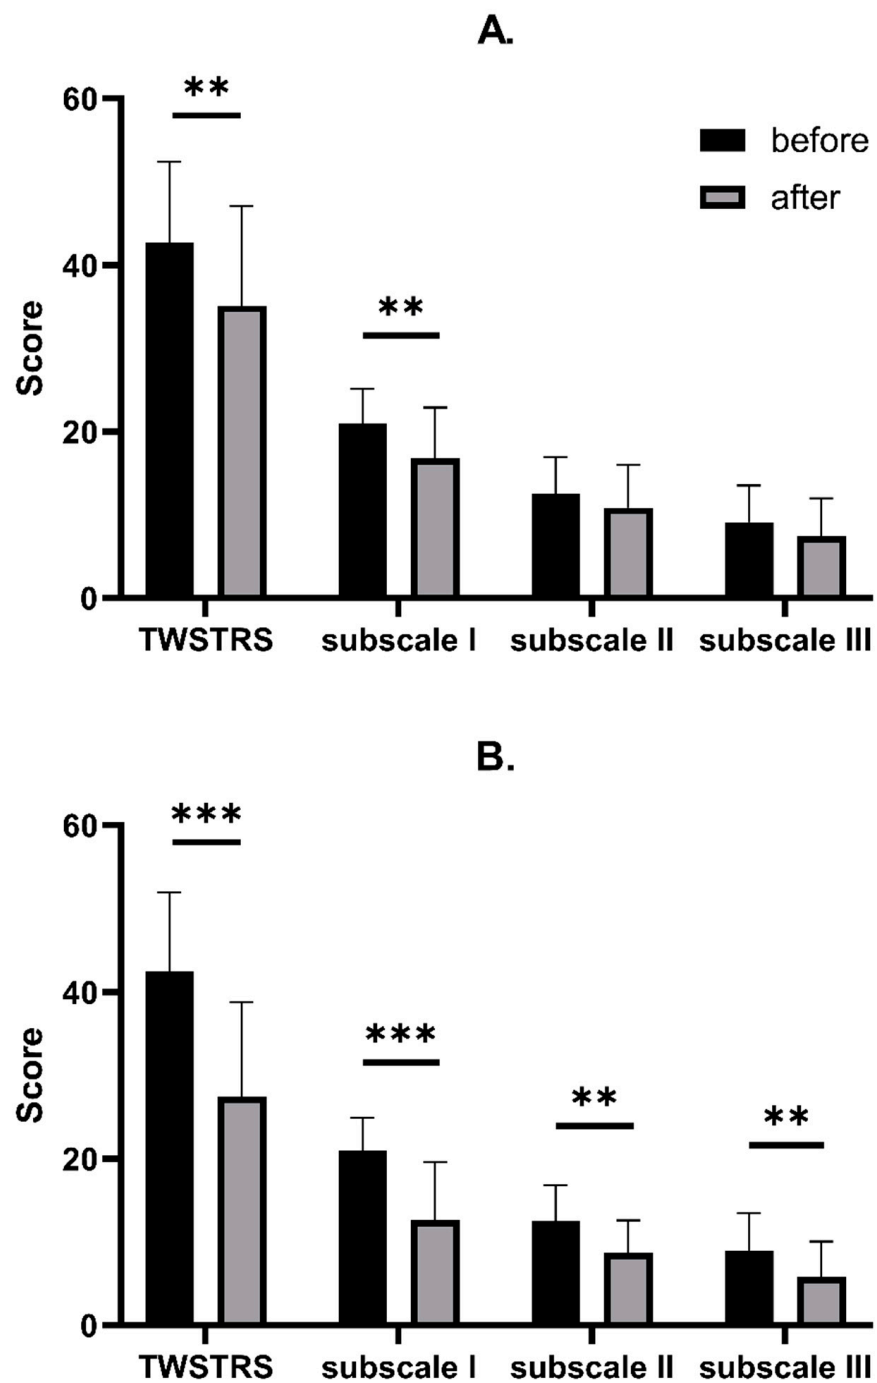 A.
**
60
before
after
40
**
Score
20
0
TWSTRS subscale I subscale II subscale III
B.
***
60
40
***
**
**
Score
20
0
TWSTRS subscale I subscale II subscale III